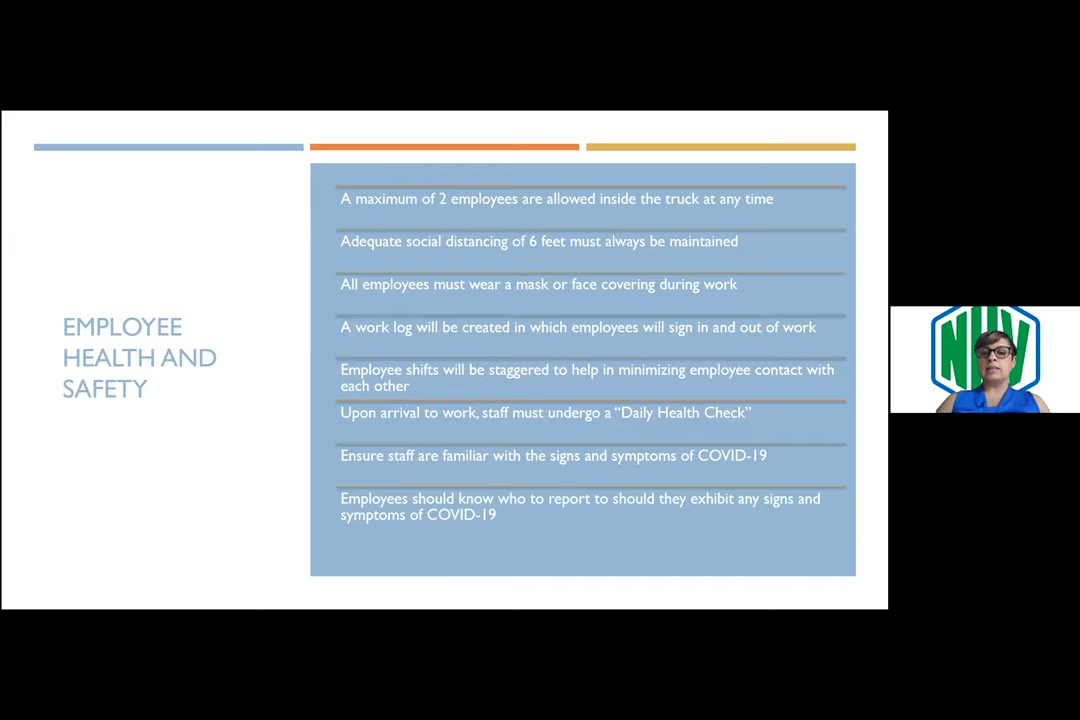 EMPLOYEE
HEALTH AND
SAFETY
A maximum of 2 employees are allowed inside the truck at any time
Adequate social distancing of 6 feet must always be maintained
All employees must wear a mask or face covering during work
A work log will be created in which employees will sign in and out of work
Employee shifts will be staggered to help in minimizing employee contact with
each other
Upon arrival to work, staff must undergo a “Daily Health Check”
Ensure staff are familiar with the signs and symptoms of COVID-19
Employees should know who to report to should they exhibit any signs and
symptoms of COVID-19